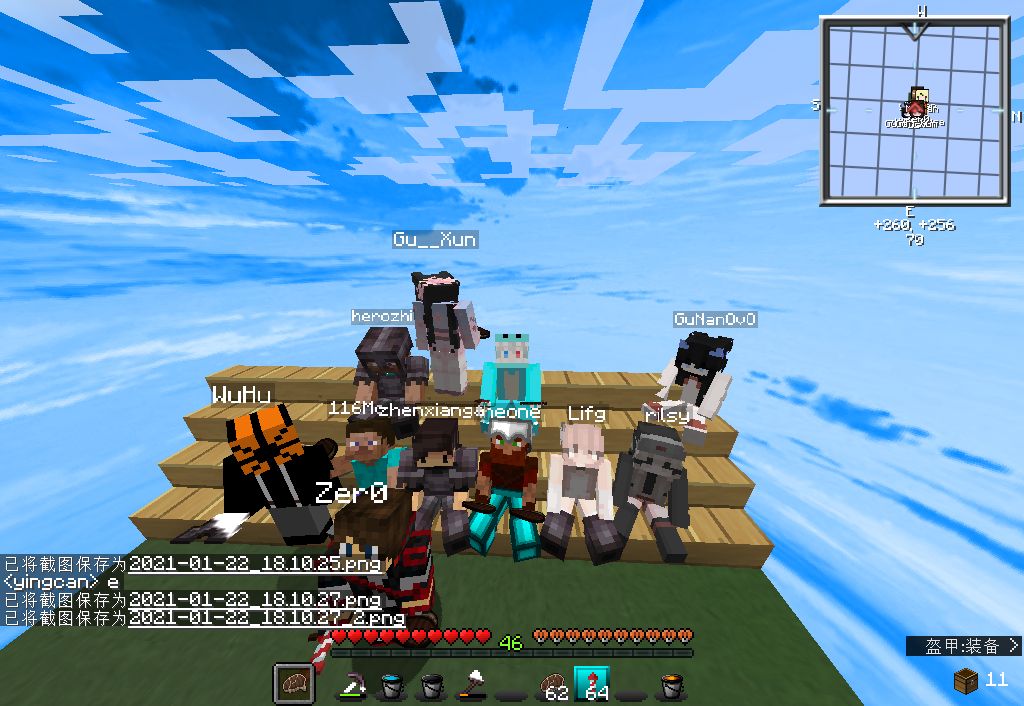 W
N
E
+260, +256
79
Gu__Xun
herozhi
GuNanOvO
WuHu
Lifg
Zer0
已将截图保存为2021-01-22_18.10.25.png
<yingcan> e
已将截图保存为2021-01-22_18.10.27.png
已将截图保存为2021-01-22_18.10.27_2.png
46
盔甲:装备 >
62 64
11